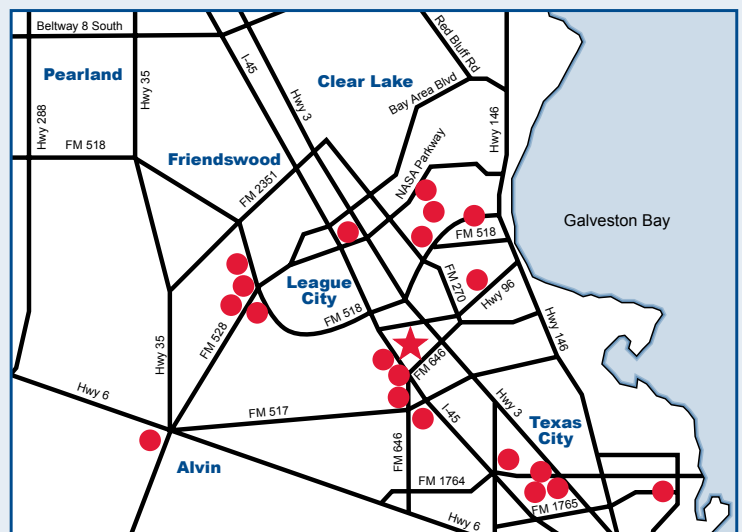 Beltway 8 South
Red Bluff Rd
I-45
Pearland
Clear Lake
Hwy 35
Hwy 3
Bay Area Blvd
Hwy 288
Hwy 146
FM 518
Friendswood
NASA Parkway
FM 2351
Galveston Bay
FM 518
League
City
FM 270
Hwy 96
FM 518
FM 528
Hwy 146
Hwy 35
FM 646
Hwy 6
Hwy 3
I-45
FM 517
Texas
City
FM 646
Alvin
FM 1764
FM 1765
Hwy 6